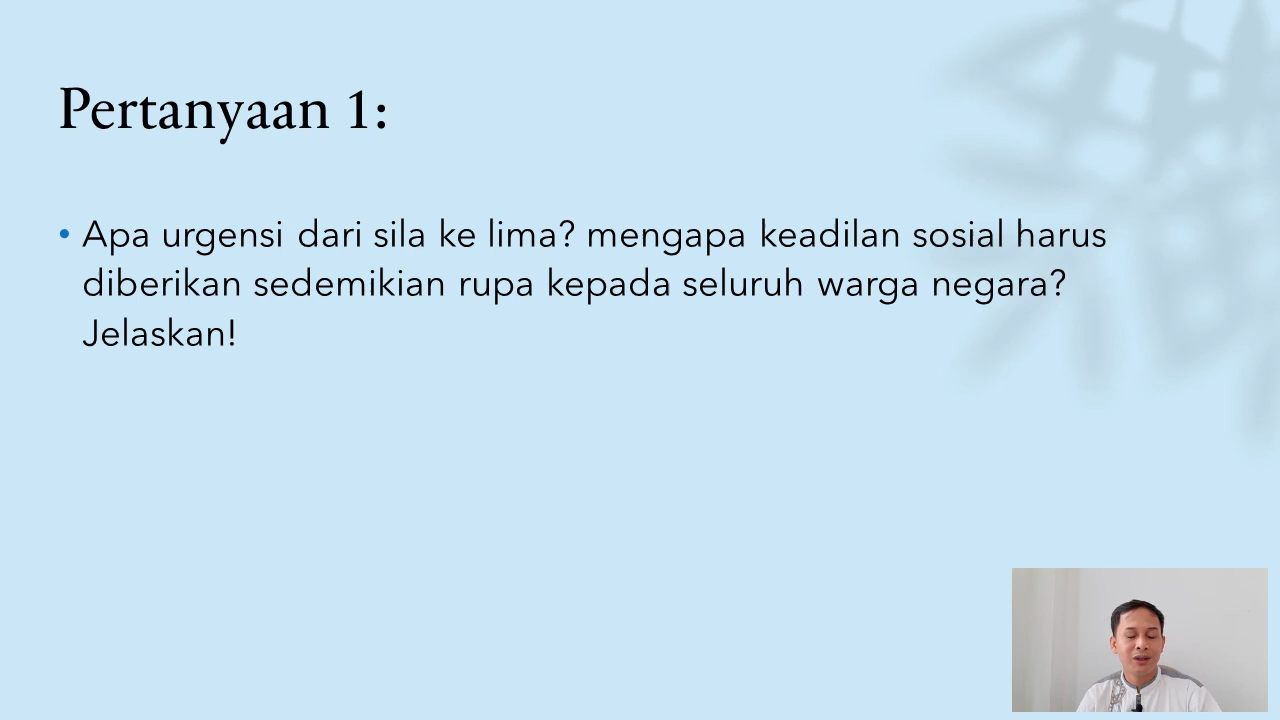 Pertanyaan 1:
• Apa urgensi dari sila ke lima? mengapa keadilan sosial harus
diberikan sedemikian rupa kepada seluruh warga negara?
Jelaskan!